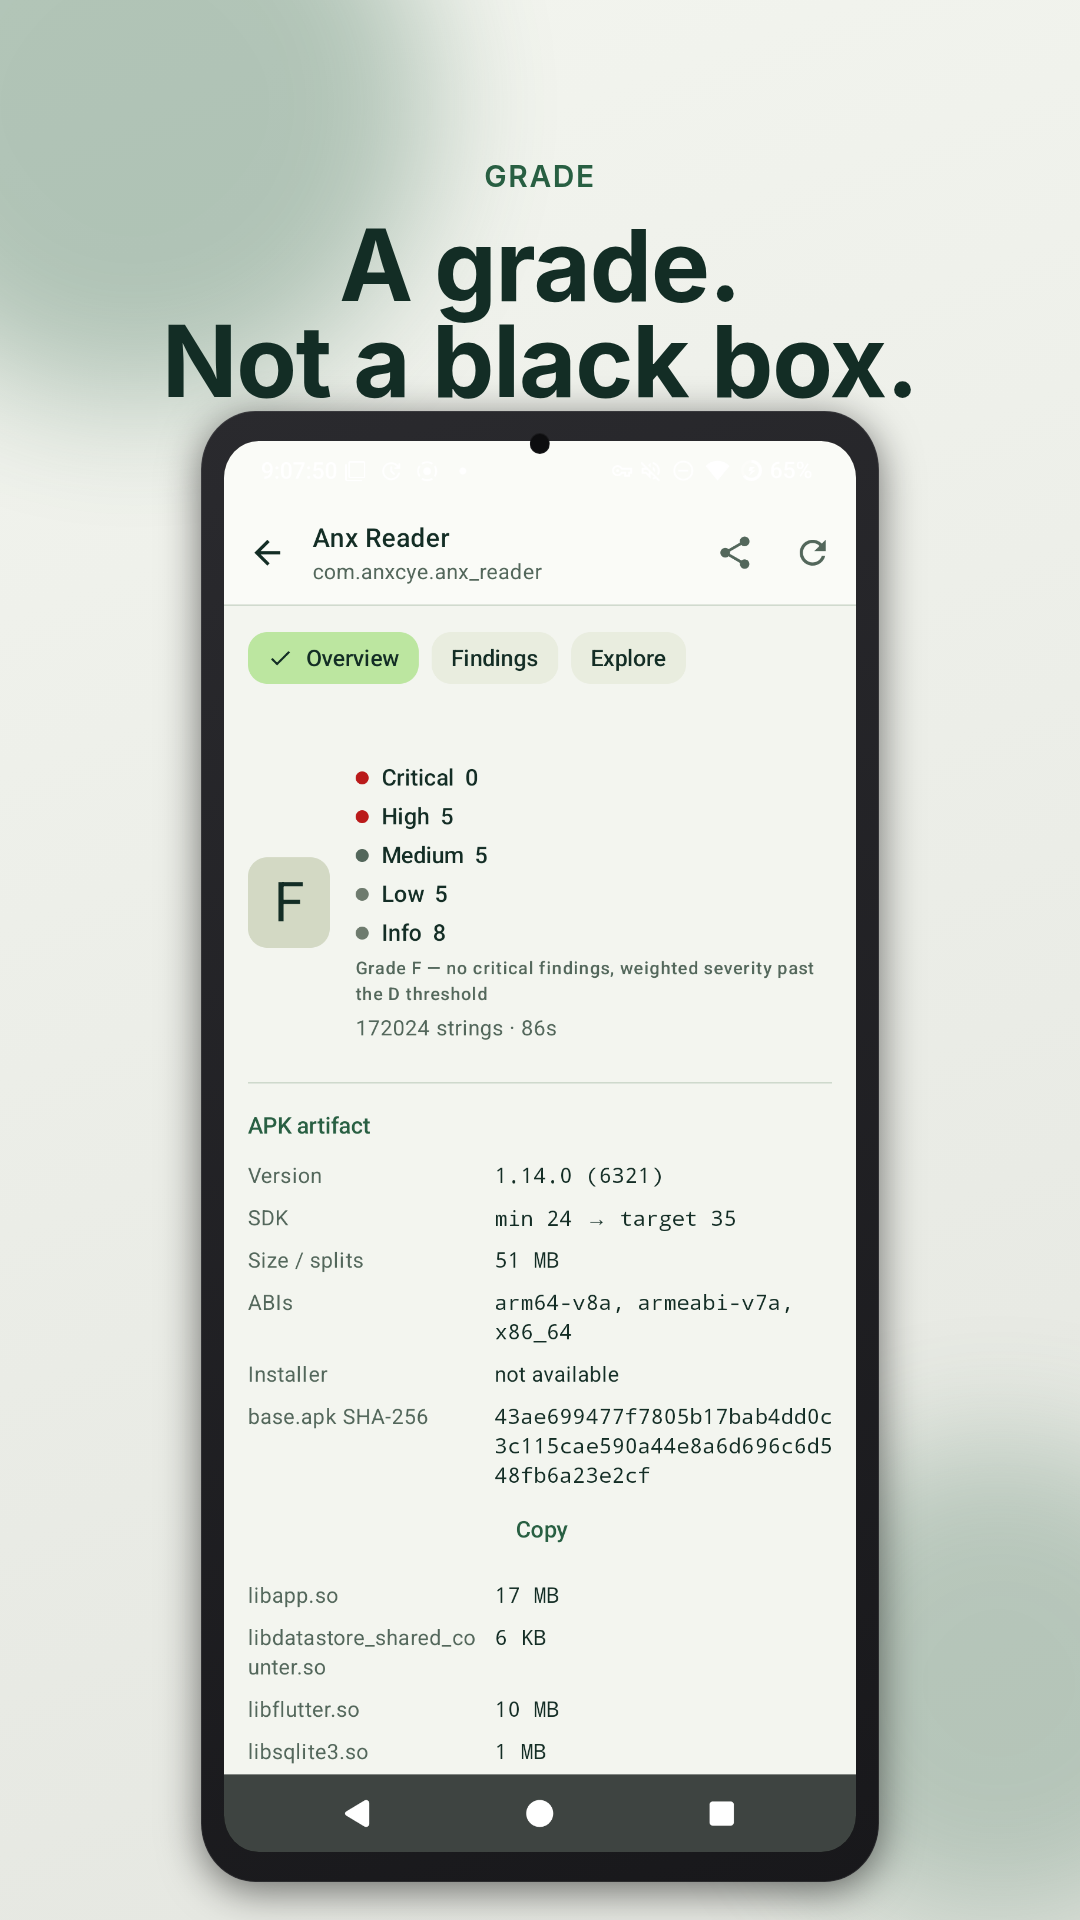 GRADE
A grade.
Not a black box.
9:07:50
65%
Anx Reader
com.anxcye.anx_reader
Overview
Findings
Explore
Critical 0
High 5
Medium 5
Low 5
Info 8
F
Grade F — no critical findings, weighted severity past
the D threshold
172024 strings · 86s
APK artifact
Version 1.14.0 (6321)
SDK min 24 → target 35
Size / splits 51 MB
ABIs arm64-v8a, armeabi-v7a,
x86_64
Installer not available
base.apk SHA-256 43ae699477f7805b17bab4dd0c
3c115cae590a44e8a6d696c6d5
48fb6a23e2cf
Copy
libapp.so 17 MB
libdatastore_shared_co 6 KB
unter.so
libflutter.so 10 MB
libsqlite3.so 1 MB